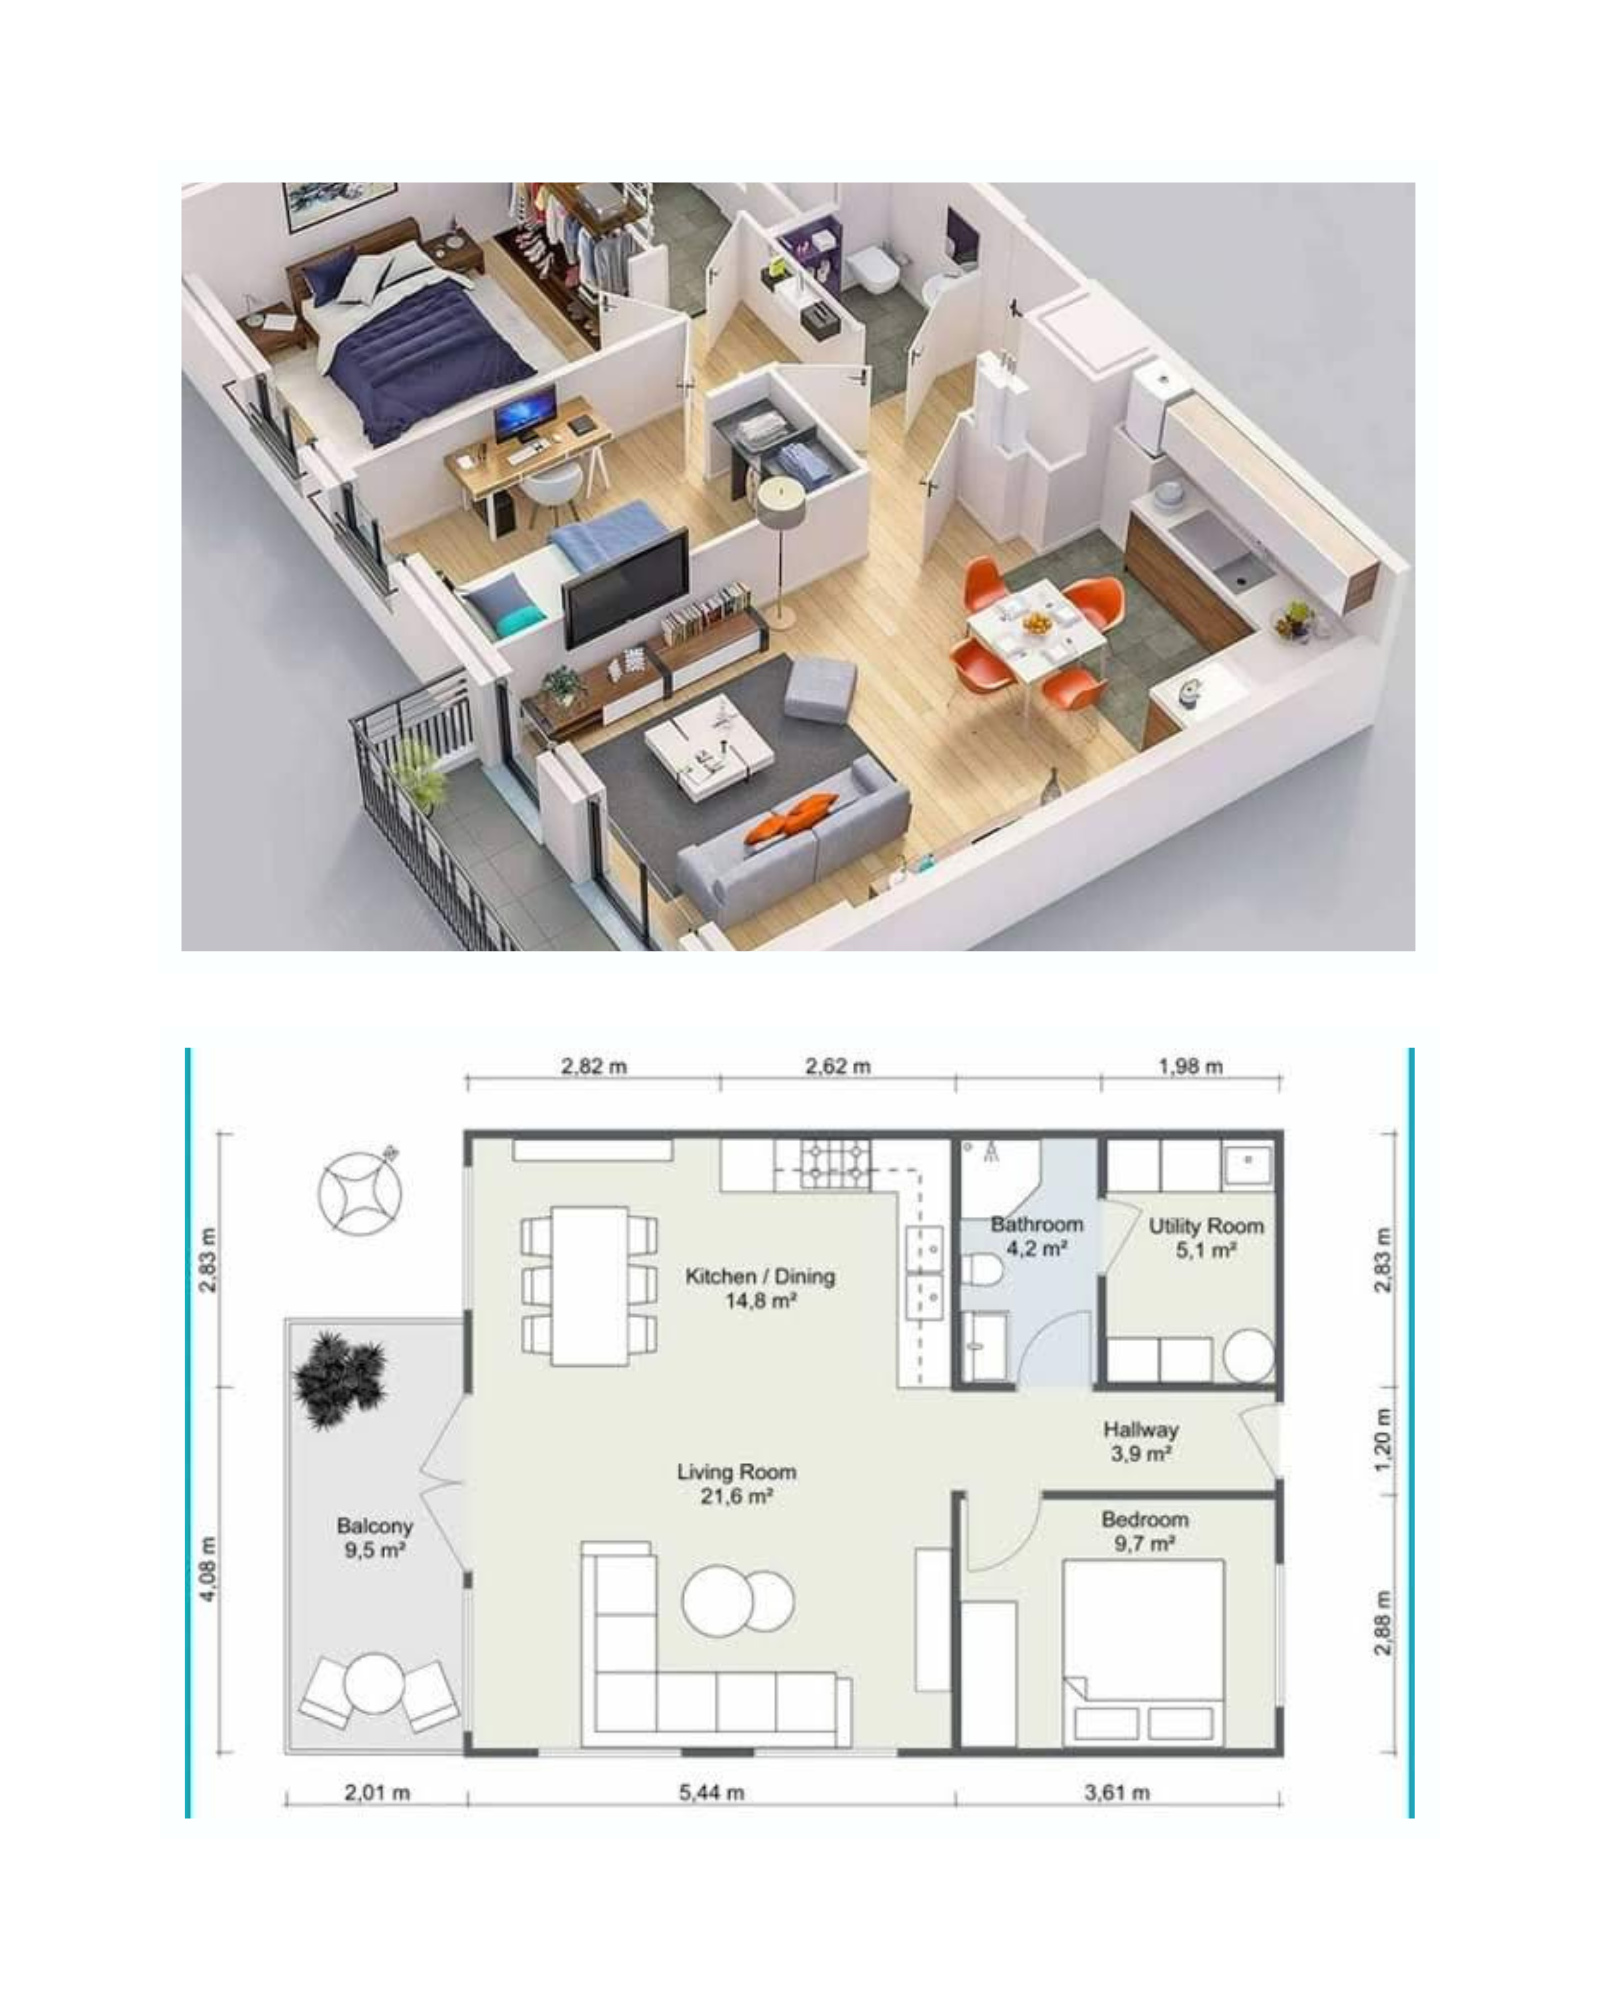 2,82 m
2,62 m
1,98 m
2,83 m
2,83 m
Bathroom
4,2 m²
Utility Room
5,1 m²
Kitchen / Dining
14,8 m²
Hallway
3,9 m²
1,20 m
Living Room
21,6 m²
Balcony
9,5 m²
Bedroom
9,7 m²
4,08 m
2,88 m
2,01 m
5,44 m
3,61 m